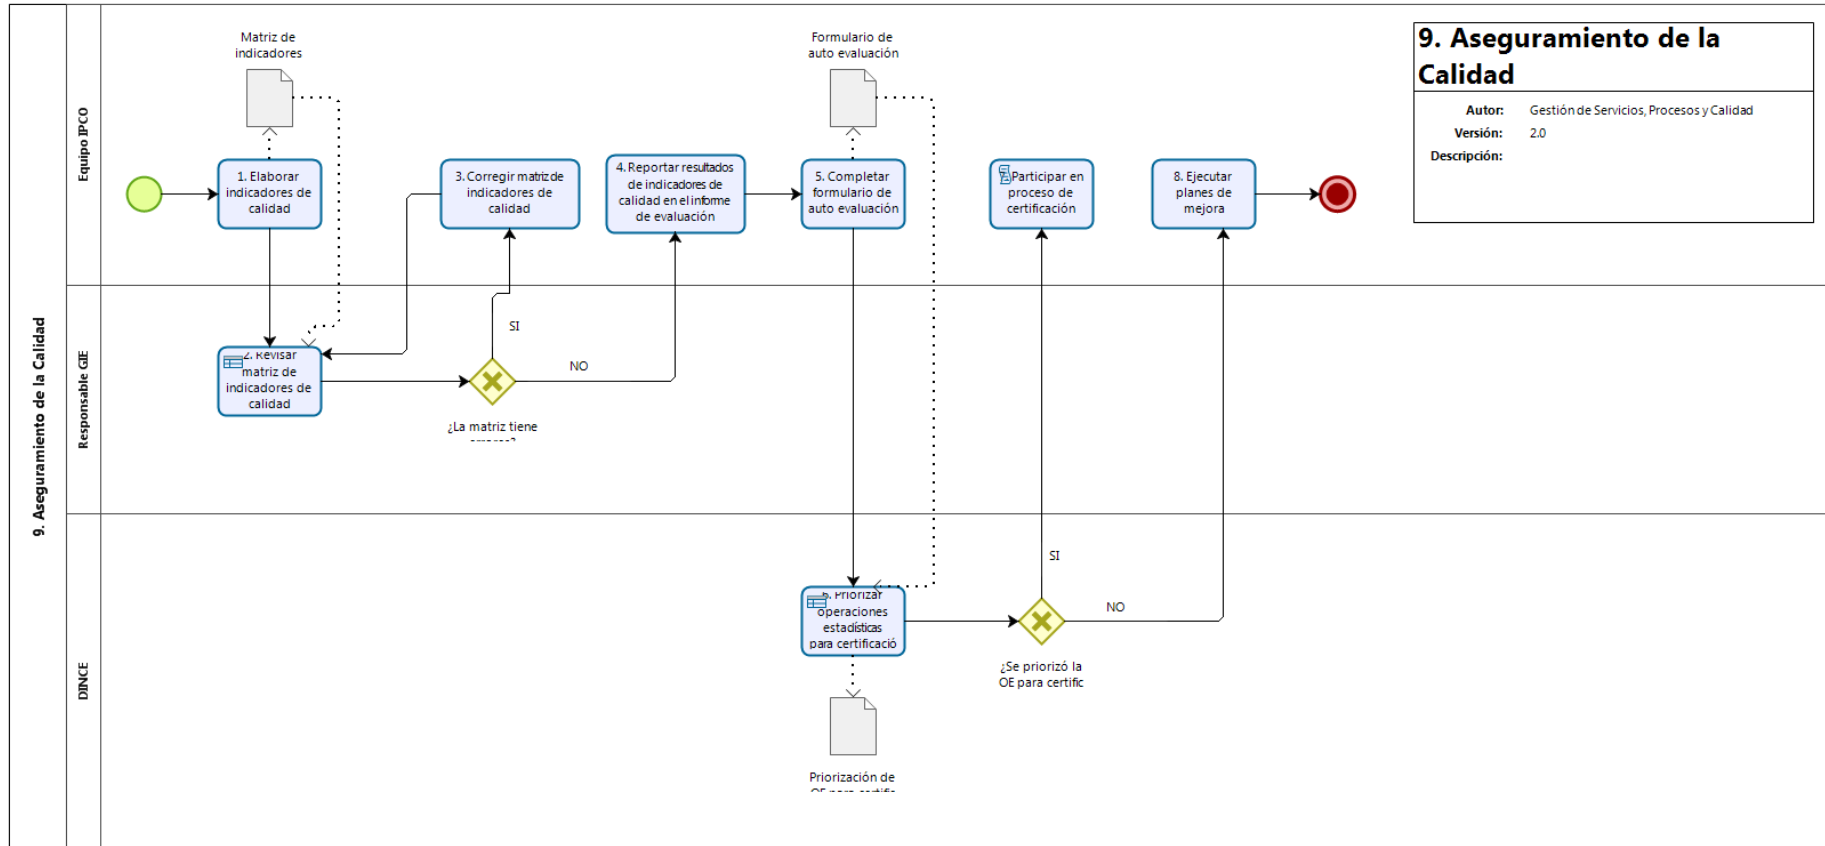 9. Aseguramiento de la Calidad
Equipo IPCO
Responsable GIE
DINCE
Matriz de
indicadores
1. Elaborar
indicadores de
calidad
3. Corregir matriz de
indicadores de
calidad
4. Reportar resultados
de indicadores de
calidad en el informe
de evaluación
Formulario de
auto evaluación
5. Completar
formulario de
auto evaluación
Participar en
proceso de
certificación
8. Ejecutar
planes de
mejora
9. Aseguramiento de la
Calidad
Autor: Gestión de Servicios, Procesos y Calidad
Versión: 2.0
Descripción:
2. Revisar
matriz de
indicadores de
calidad
SI
NO
¿La matriz tiene
6. Priorizar
operaciones
estadísticas
para certificació
SI
NO
¿Se priorizó la
OE para certific
Priorización de
OE para certific